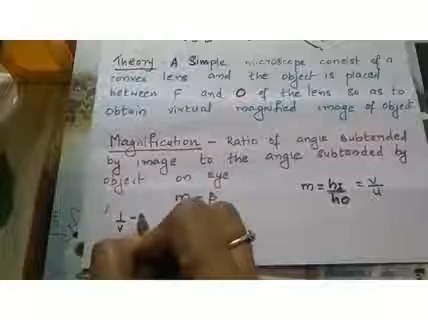 Theory - A Simple microscope consist of a
convex lens and the object is placed
between F and O of the lens so as to
obtain virtual magnified image of object
Magnification - Ratio of angle subtended
by image to the angle subtended by
object on Eye
m = hI/hO = v/u
m = β
1/v -